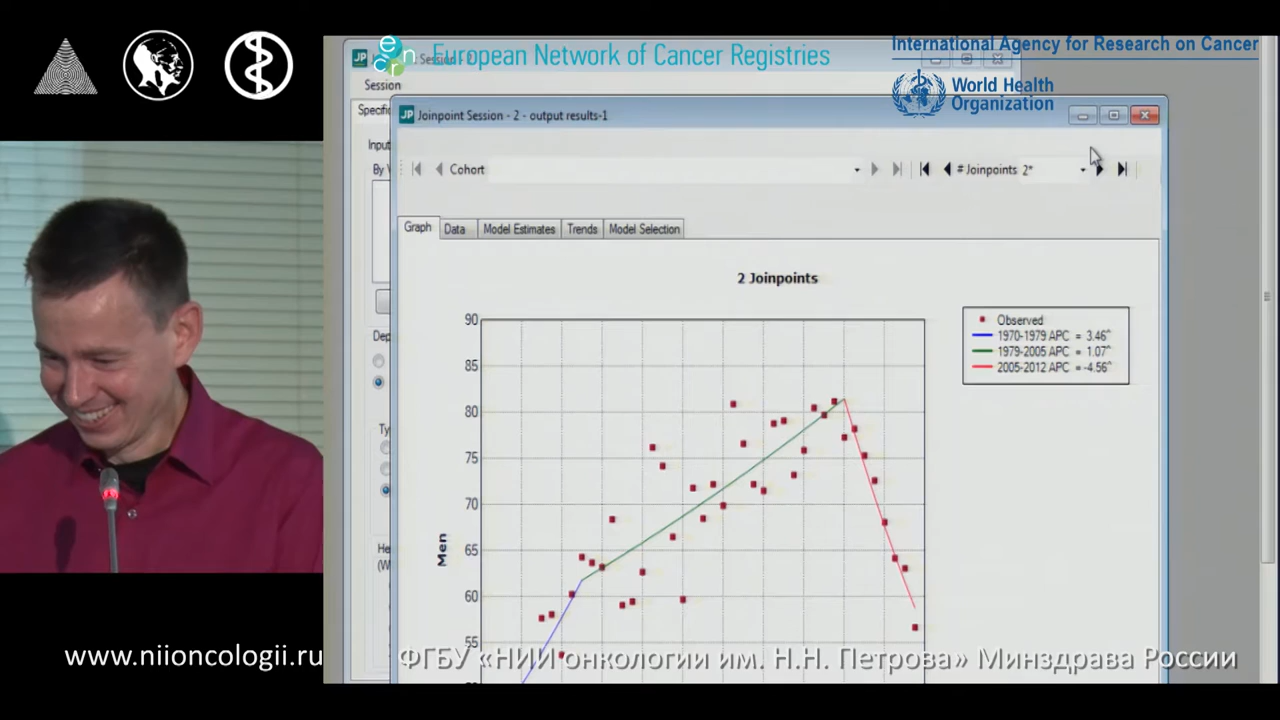 European Network of Cancer Registries
International Agency for Research on Cancer
World Health
Organization
JP
Session
JP Joinpoint Session - 2 - output results-1
Cohort
# Joinpoints 2*
Graph
Data
Model Estimates
Trends
Model Selection
2 Joinpoints
90
85
80
75
70
65
60
55
Men
Observed
1970-1979 APC = 3.46^
1979-2005 APC = 1.07^
2005-2012 APC = -4.56^
www.niioncologii.ru
ФГБУ «НИИ онкологии им. Н.Н. Петрова» Минздрава России